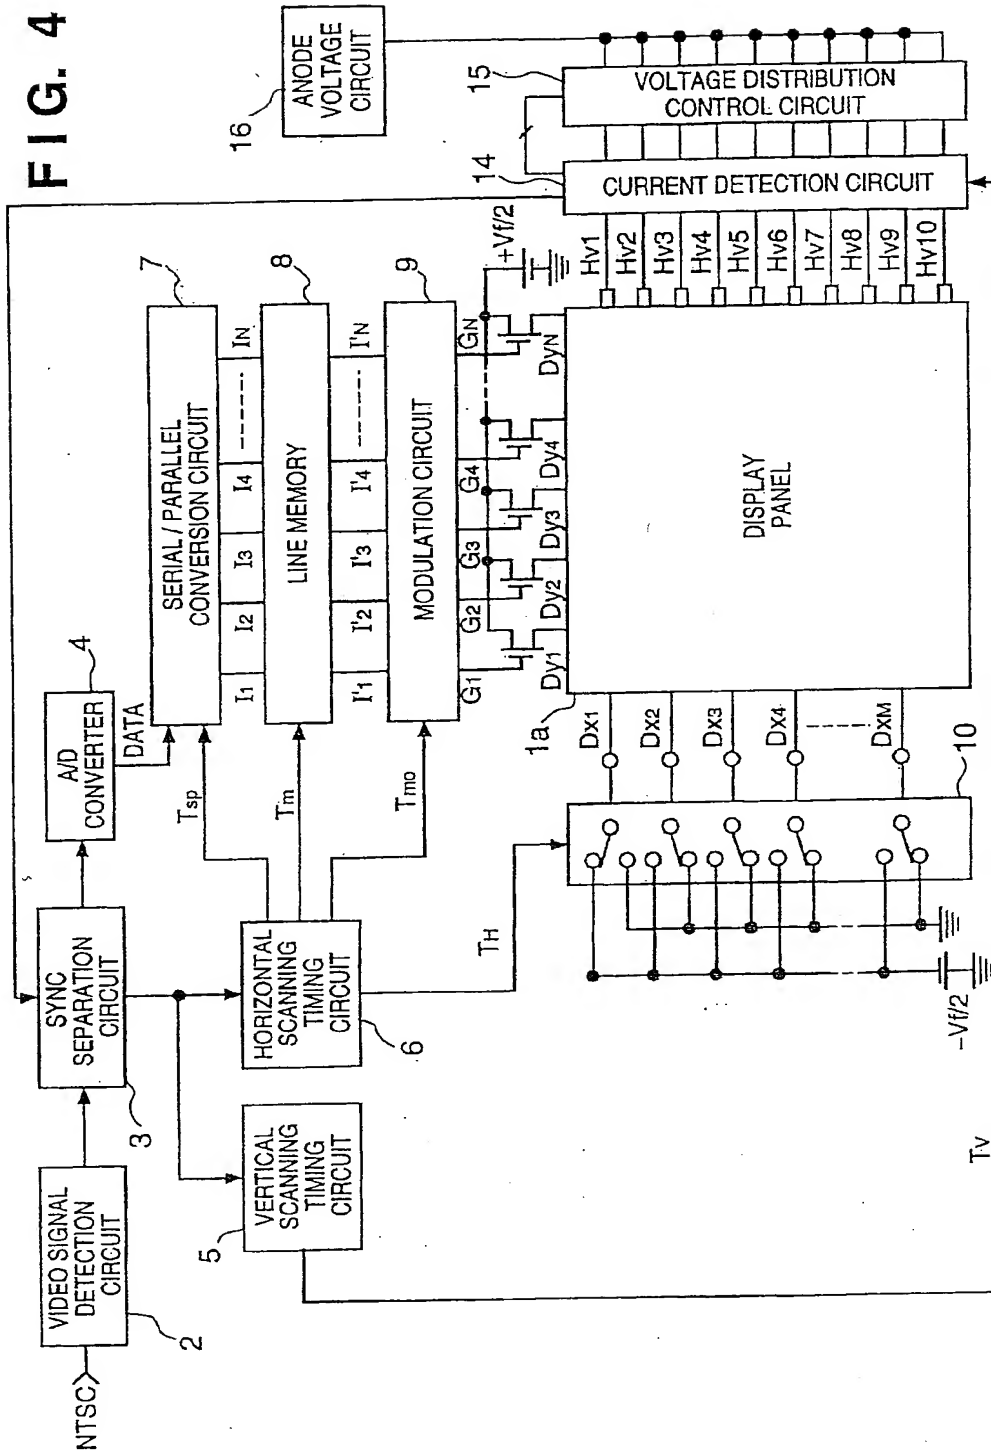 FIG. 4
NTSC
VIDEO SIGNAL
DETECTION
CIRCUIT
2
SYNC
SEPARATION
CIRCUIT
3
A/D
CONVERTER
4
DATA
VERTICAL
SCANNING
TIMING
CIRCUIT
5
HORIZONTAL
SCANNING
TIMING
CIRCUIT
6
Tsp
Tm
Tmo
TH
TV
SERIAL / PARALLEL
CONVERSION CIRCUIT
7
I1 I2 I3 I4 IN
LINE MEMORY
8
I'1 I'2 I'3 I'4 I'N
MODULATION CIRCUIT
9
G1 G2 G3 G4 GN
+Vf/2
Dy1 Dy2 Dy3 Dy4 DyN
1a
DISPLAY
PANEL
Dx1
Dx2
Dx3
Dx4
DxM
10
-Vf/2
Hv1
Hv2
Hv3
Hv4
Hv5
Hv6
Hv7
Hv8
Hv9
Hv10
CURRENT DETECTION CIRCUIT
14
VOLTAGE DISTRIBUTION
CONTROL CIRCUIT
15
ANODE
VOLTAGE
CIRCUIT
16